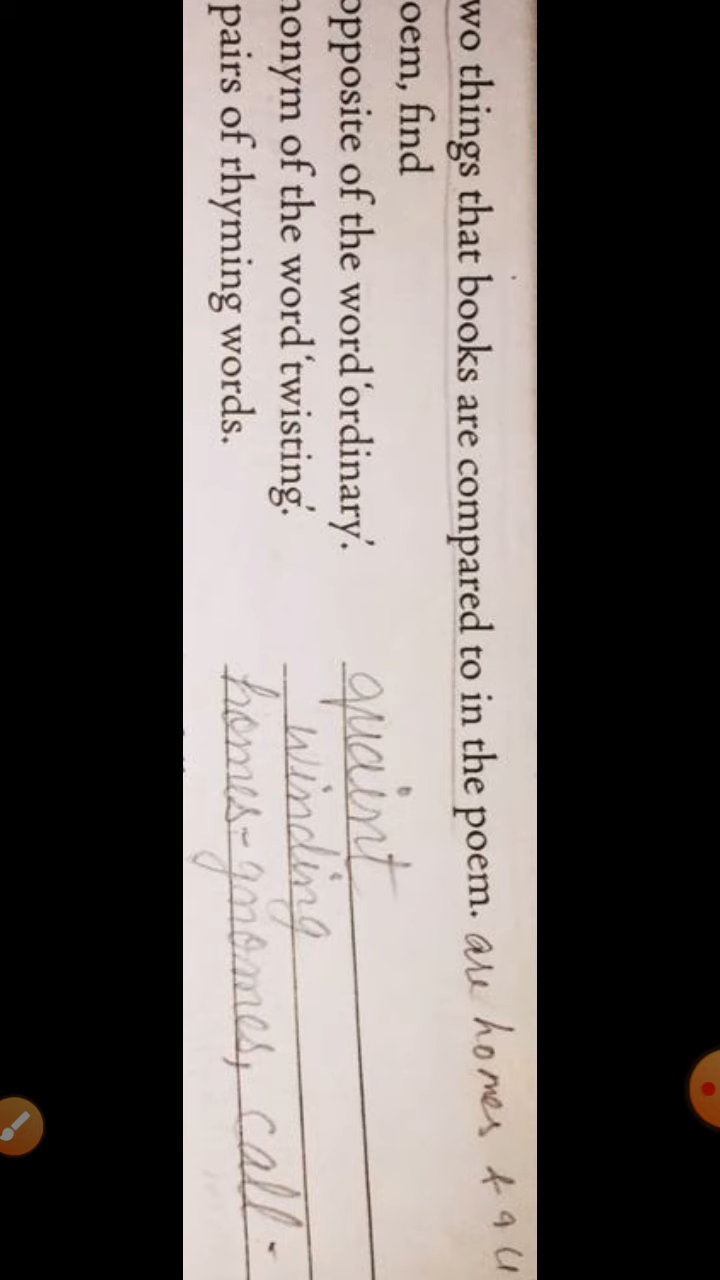 wo things that books are compared to in the poem. are homes &
oem, find
opposite of the word 'ordinary'. quaint
nonym of the word 'twisting'. winding
pairs of rhyming words. homes - gnomes, call -